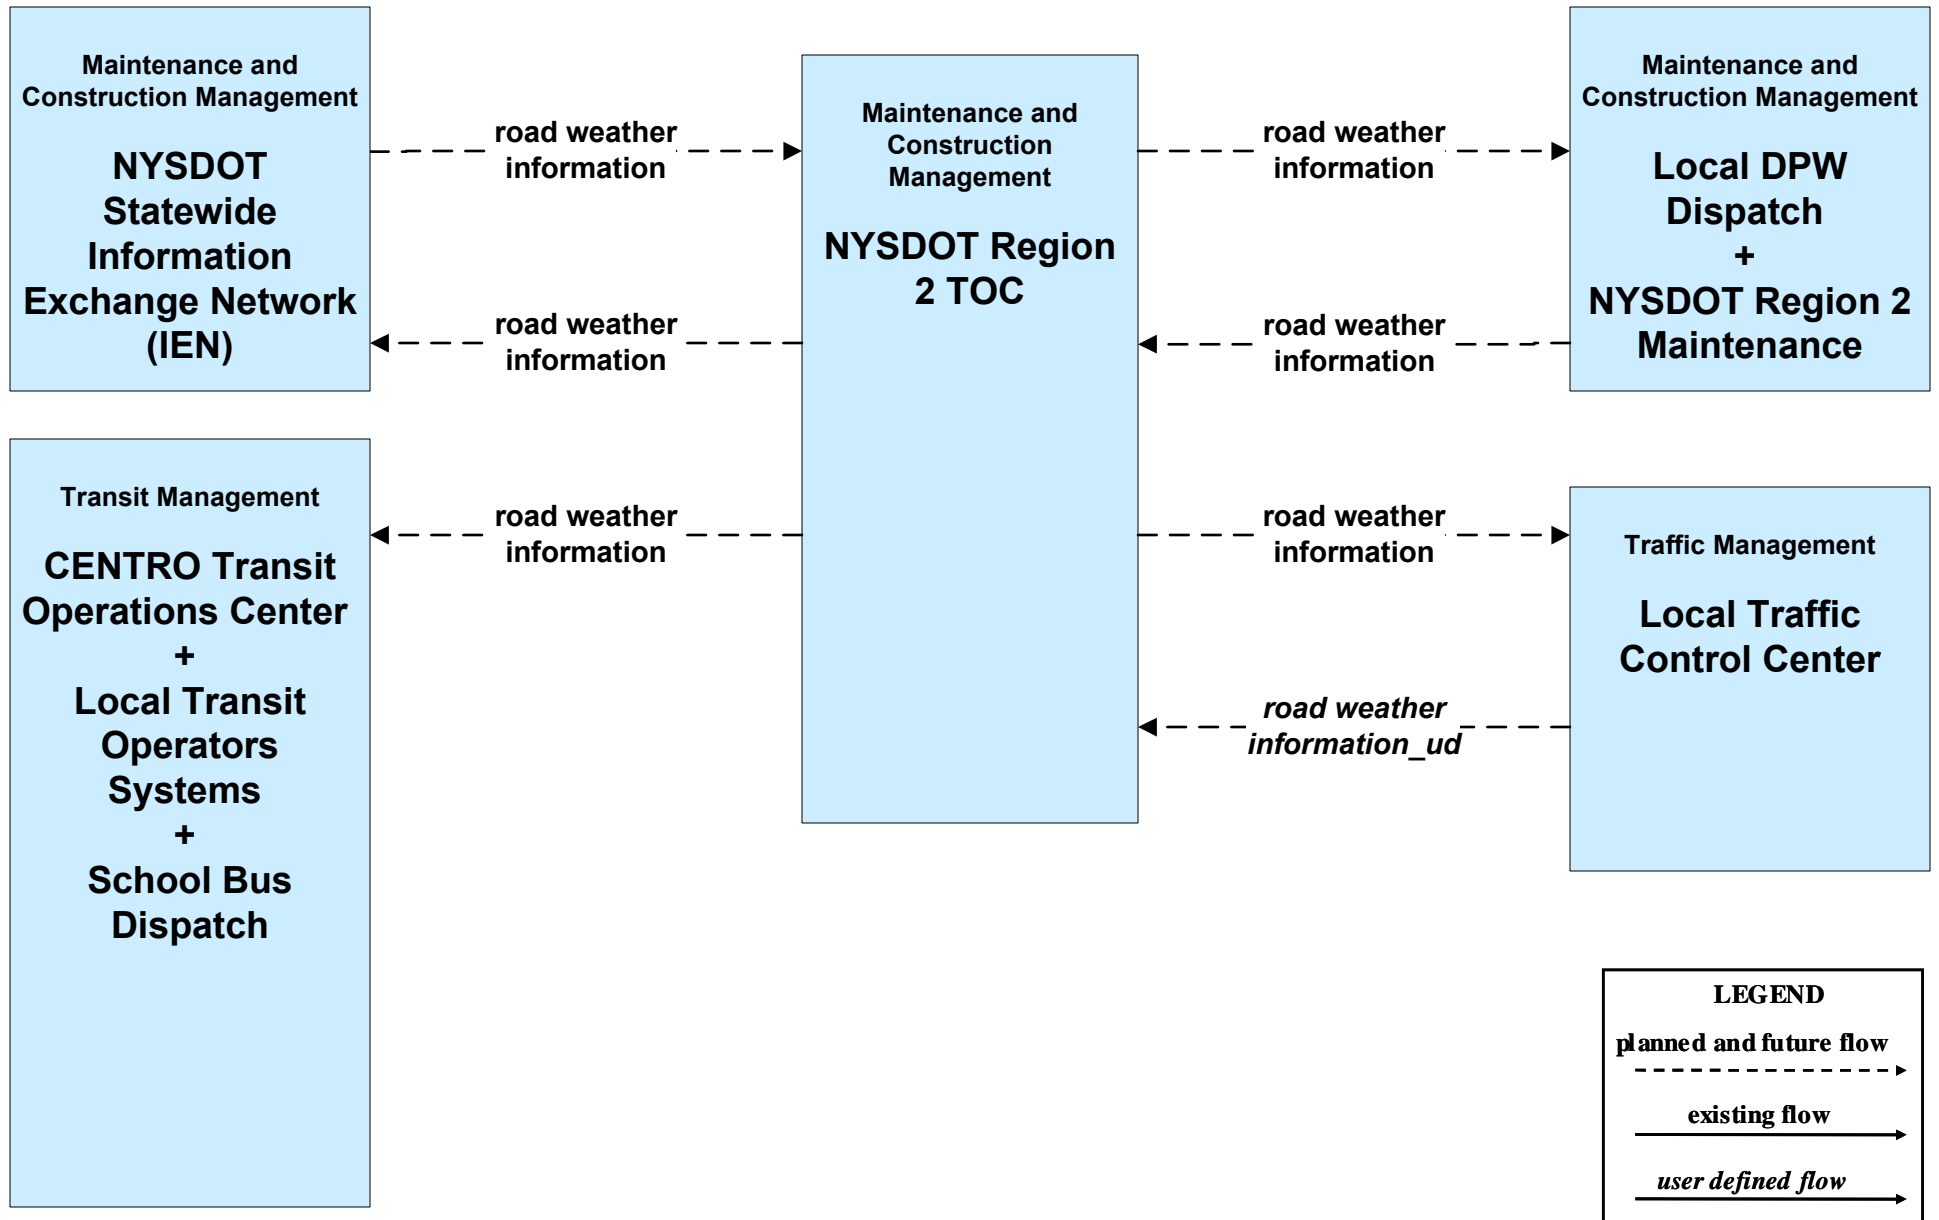 Maintenance and
Construction Management
NYSDOT
Statewide
Information
Exchange Network
(IEN)
road weather
information
road weather
information
Maintenance and
Construction
Management
NYSDOT Region
2 TOC
road weather
information
road weather
information
Maintenance and
Construction Management
Local DPW
Dispatch
+
NYSDOT Region 2
Maintenance
Transit Management
CENTRO Transit
Operations Center
+
Local Transit
Operators
Systems
+
School Bus
Dispatch
road weather
information
road weather
information
road weather
information_ud
Traffic Management
Local Traffic
Control Center
LEGEND
planned and future flow
existing flow
user defined flow